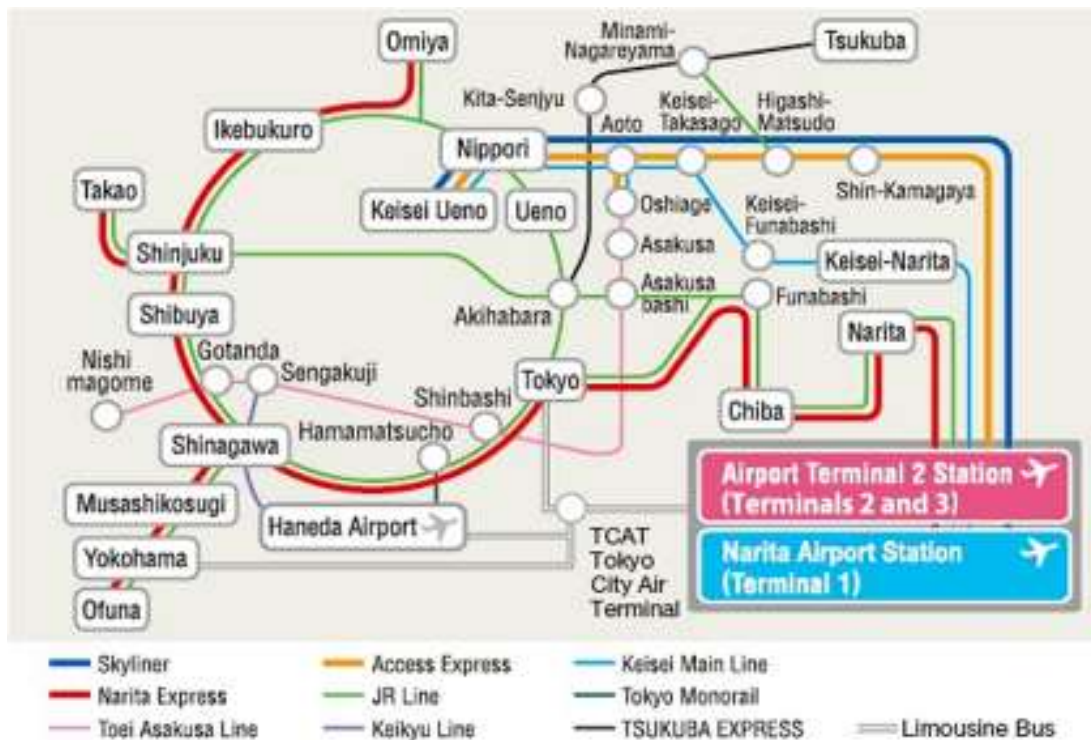 Omiya
Minami-
Nagareyama
Tsukuba
Kita-Senjyu
Keisei-
Takasago
Higashi-
Matsudo
Ikebukuro
Aoto
Nippori
Takao
Keisei Ueno
Ueno
Oshiage
Keisei-
Funabashi
Shin-Kamagaya
Shinjuku
Asakusa
Keisei-Narita
Shibuya
Akihabara
Asakusa
bashi
Funabashi
Narita
Nishi
magome
Gotanda
Sengakuji
Shinbashi
Tokyo
Chiba
Shinagawa
Hamamatsucho
Musashikosugi
Haneda Airport
Airport Terminal 2 Station
(Terminals 2 and 3)
Yokohama
TCAT
Tokyo
City Air
Terminal
Narita Airport Station
(Terminal 1)
Ofuna
Skyliner
Access Express
Keisei Main Line
Narita Express
JR Line
Tokyo Monorail
Toei Asakusa Line
Keikyu Line
TSUKUBA EXPRESS
Limousine Bus